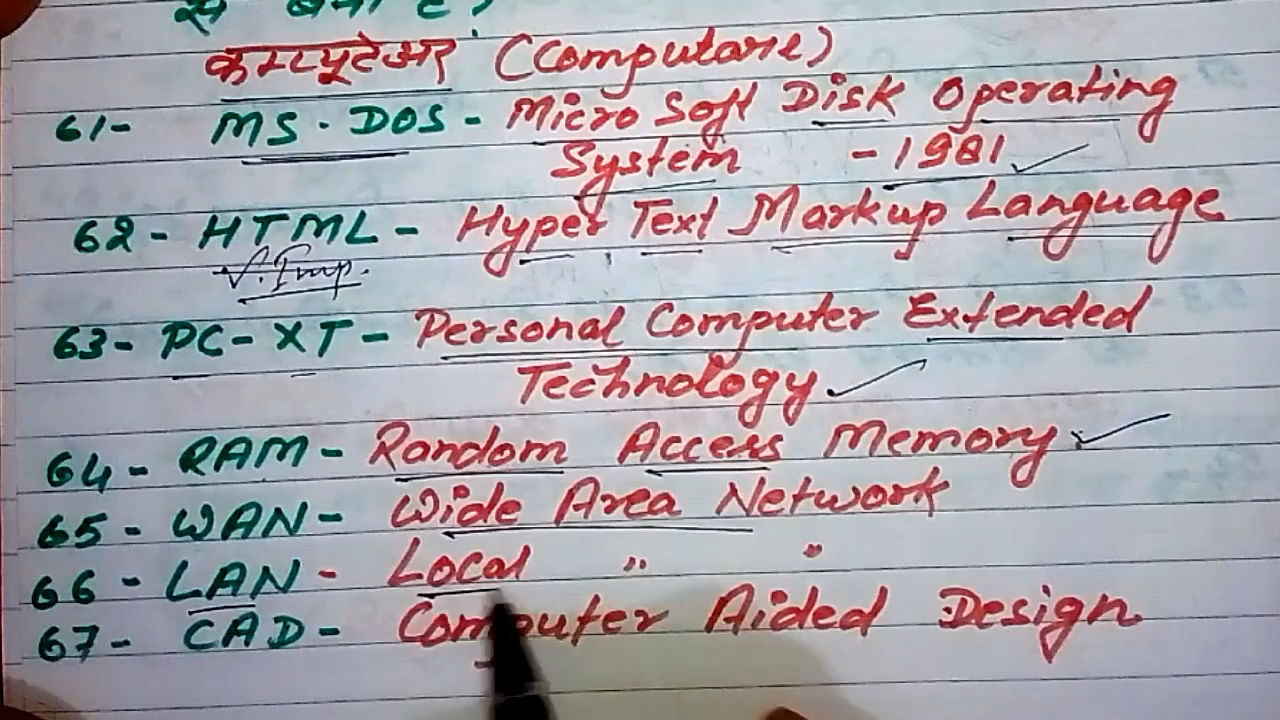 से बना है?
कम्प्यूटेअर (Computare)
61- MS-DOS - Micro Soft Disk Operating
System - 1981
62- HTML - Hyper Text Markup Language
V. Imp.
63- PC-XT - Personal Computer Extended
Technology
64- RAM - Random Access Memory
65- WAN - Wide Area Network
66- LAN - Local " "
67- CAD - Computer Aided Design